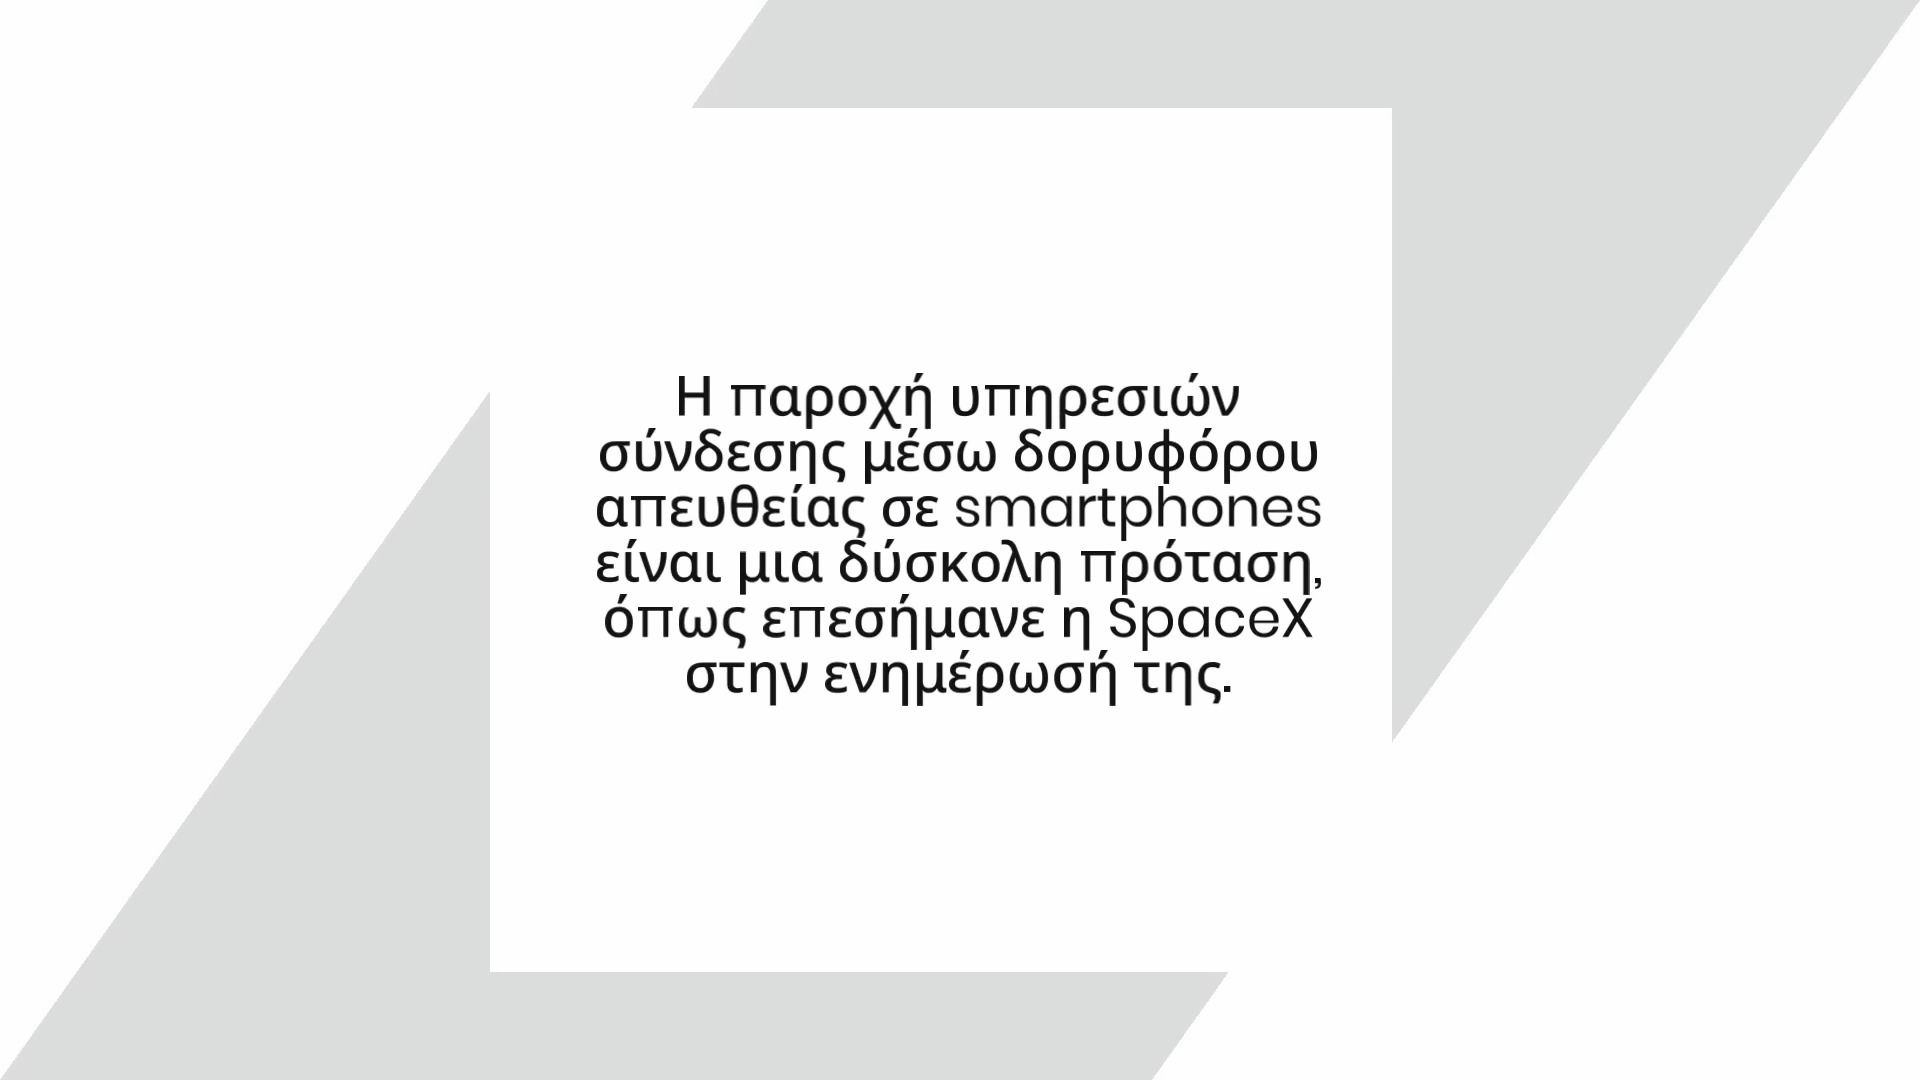 Η παροχή υπηρεσιών
σύνδεσης μέσω δορυφόρου
απευθείας σε smartphones
είναι μια δύσκολη πρόταση,
όπως επεσήμανε η SpaceX
στην ενημέρωσή της.